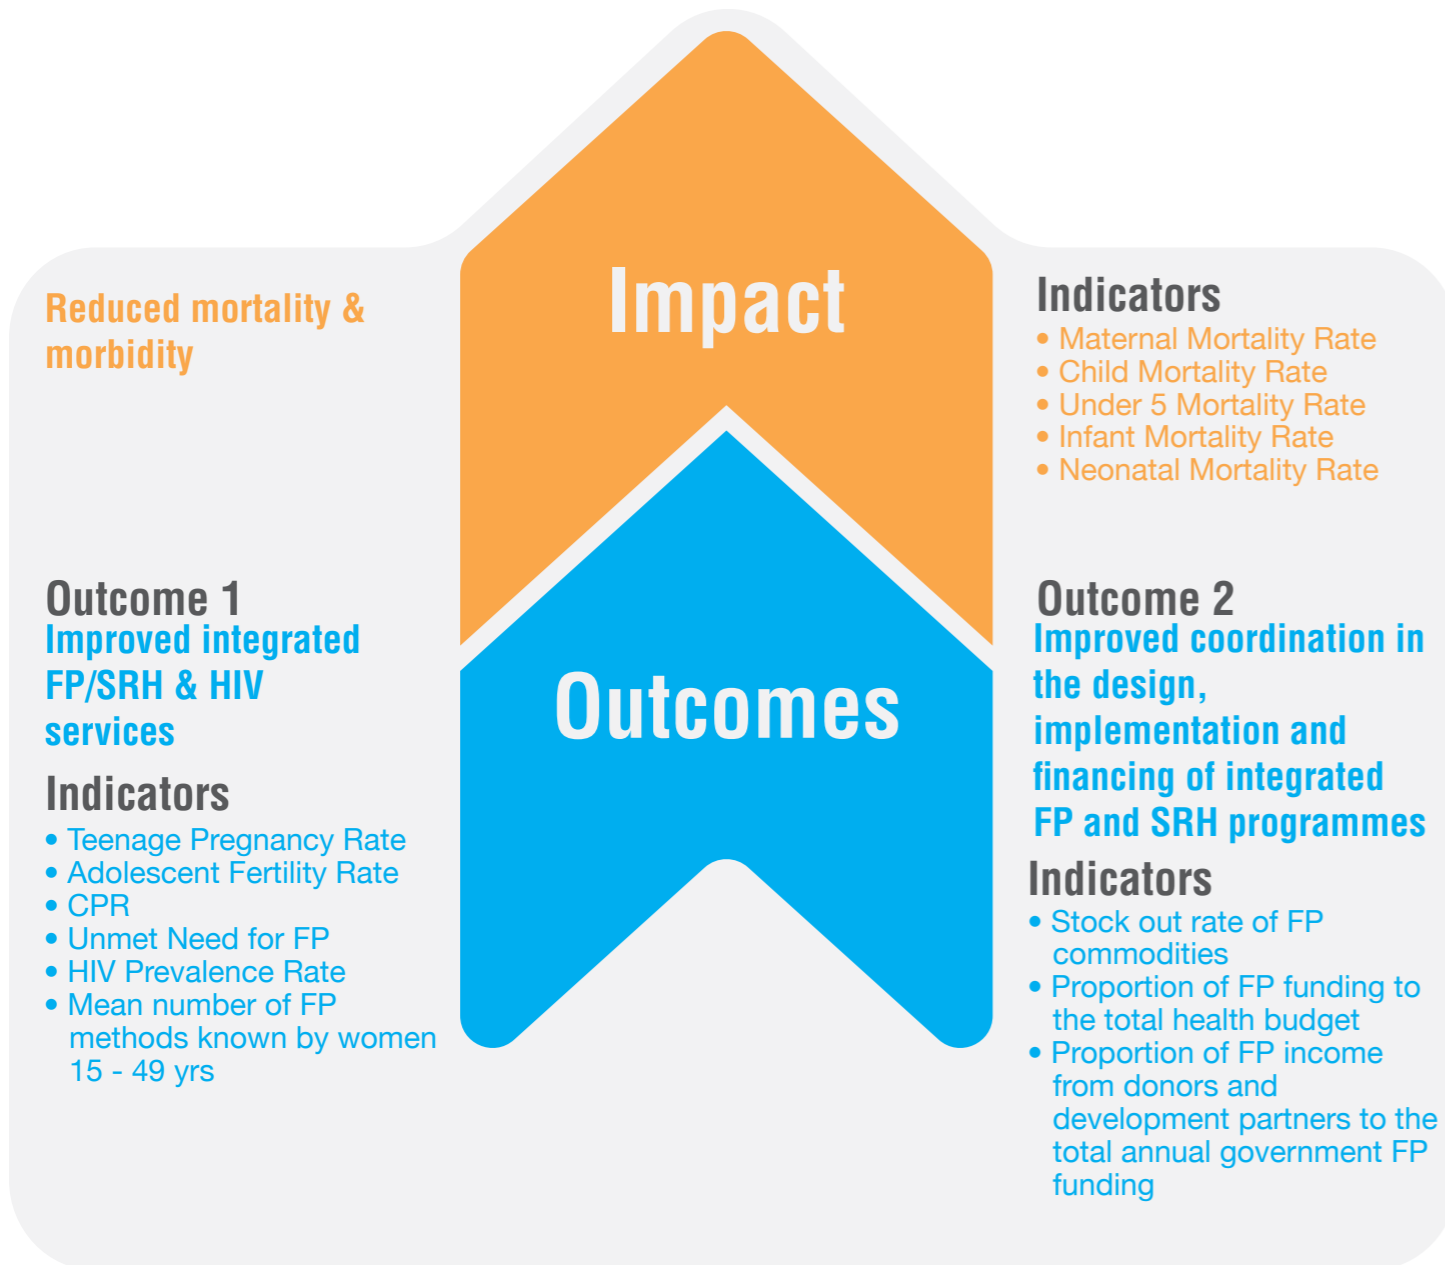 Impact
Reduced mortality &
morbidity
Indicators
• Maternal Mortality Rate
• Child Mortality Rate
• Under 5 Mortality Rate
• Infant Mortality Rate
• Neonatal Mortality Rate
Outcomes
Outcome 1
Improved integrated
FP/SRH & HIV
services
Indicators
• Teenage Pregnancy Rate
• Adolescent Fertility Rate
• CPR
• Unmet Need for FP
• HIV Prevalence Rate
• Mean number of FP
methods known by women
15 - 49 yrs
Outcome 2
Improved coordination in
the design,
implementation and
financing of integrated
FP and SRH programmes
Indicators
• Stock out rate of FP
commodities
• Proportion of FP funding to
the total health budget
• Proportion of FP income
from donors and
development partners to the
total annual government FP
funding